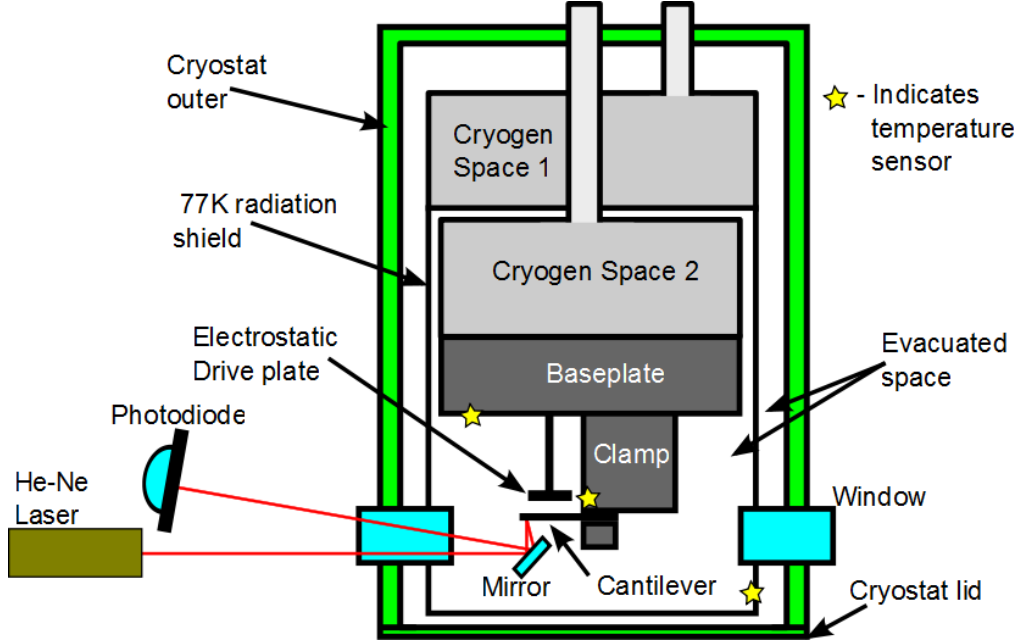 Cryostat
outer
- Indicates
temperature
sensor
Cryogen
Space 1
77K radiation
shield
Cryogen Space 2
Electrostatic
Drive plate
Evacuated
space
Baseplate
Photodiode
Clamp
He-Ne
Laser
Window
Mirror
Cantilever
Cryostat lid